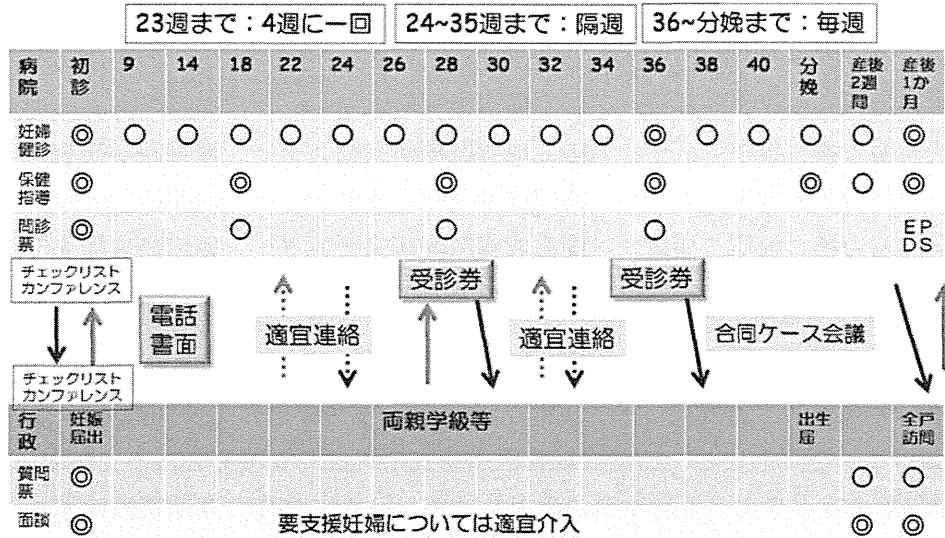 23週まで：4週に一回 24~35週まで：隔週 36~分娩まで：毎週
病院 初診 9 14 18 22 24 26 28 30 32 34 36 38 40 分娩 産後2週間 産後1か月
妊婦健診 ◎ ○ ○ ○ ○ ○ ○ ○ ○ ○ ○ ◎ ○ ○ ○ ○ ◎
保健指導 ◎ ◎ ◎ ◎ ◎ ○ ◎
問診票 ◎ ○ ○ ○ EPDS
チェックリスト
カンファレンス
受診券 受診券
電話
書面
適宜連絡 適宜連絡 合同ケース会議
チェックリスト
カンファレンス
行政 妊娠届出 両親学級等 出生届 全戸訪問
質問票 ◎ ○ ○
面談 ◎ 要支援妊婦については適宜介入 ◎ ◎